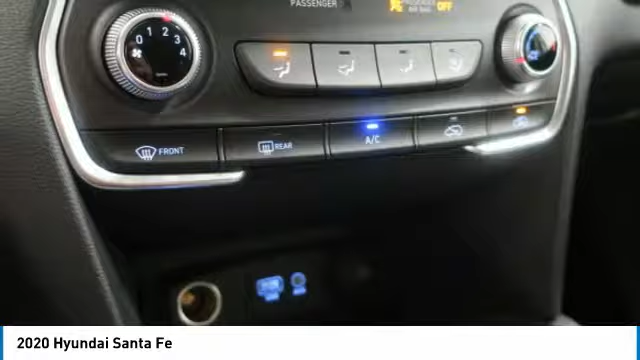 PASSENGER
OFF
0 1 2 3 4
FRONT
REAR
A/C
2020 Hyundai Santa Fe